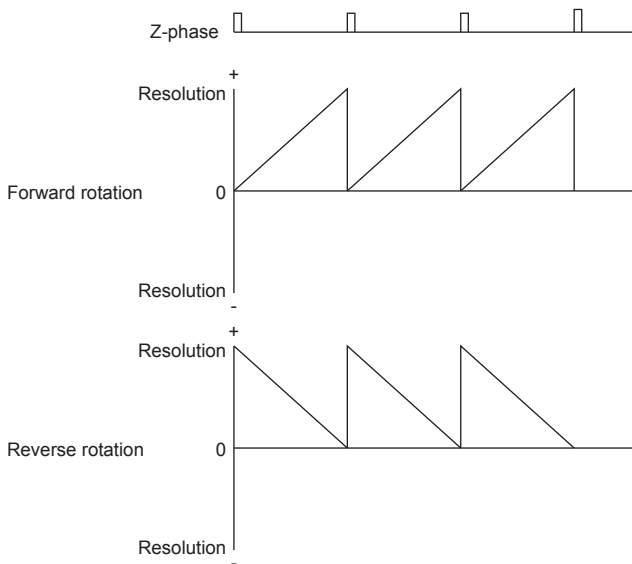 Z-phase
+
Resolution
Forward rotation
0
Resolution
-
+
Resolution
Reverse rotation
0
Resolution
-